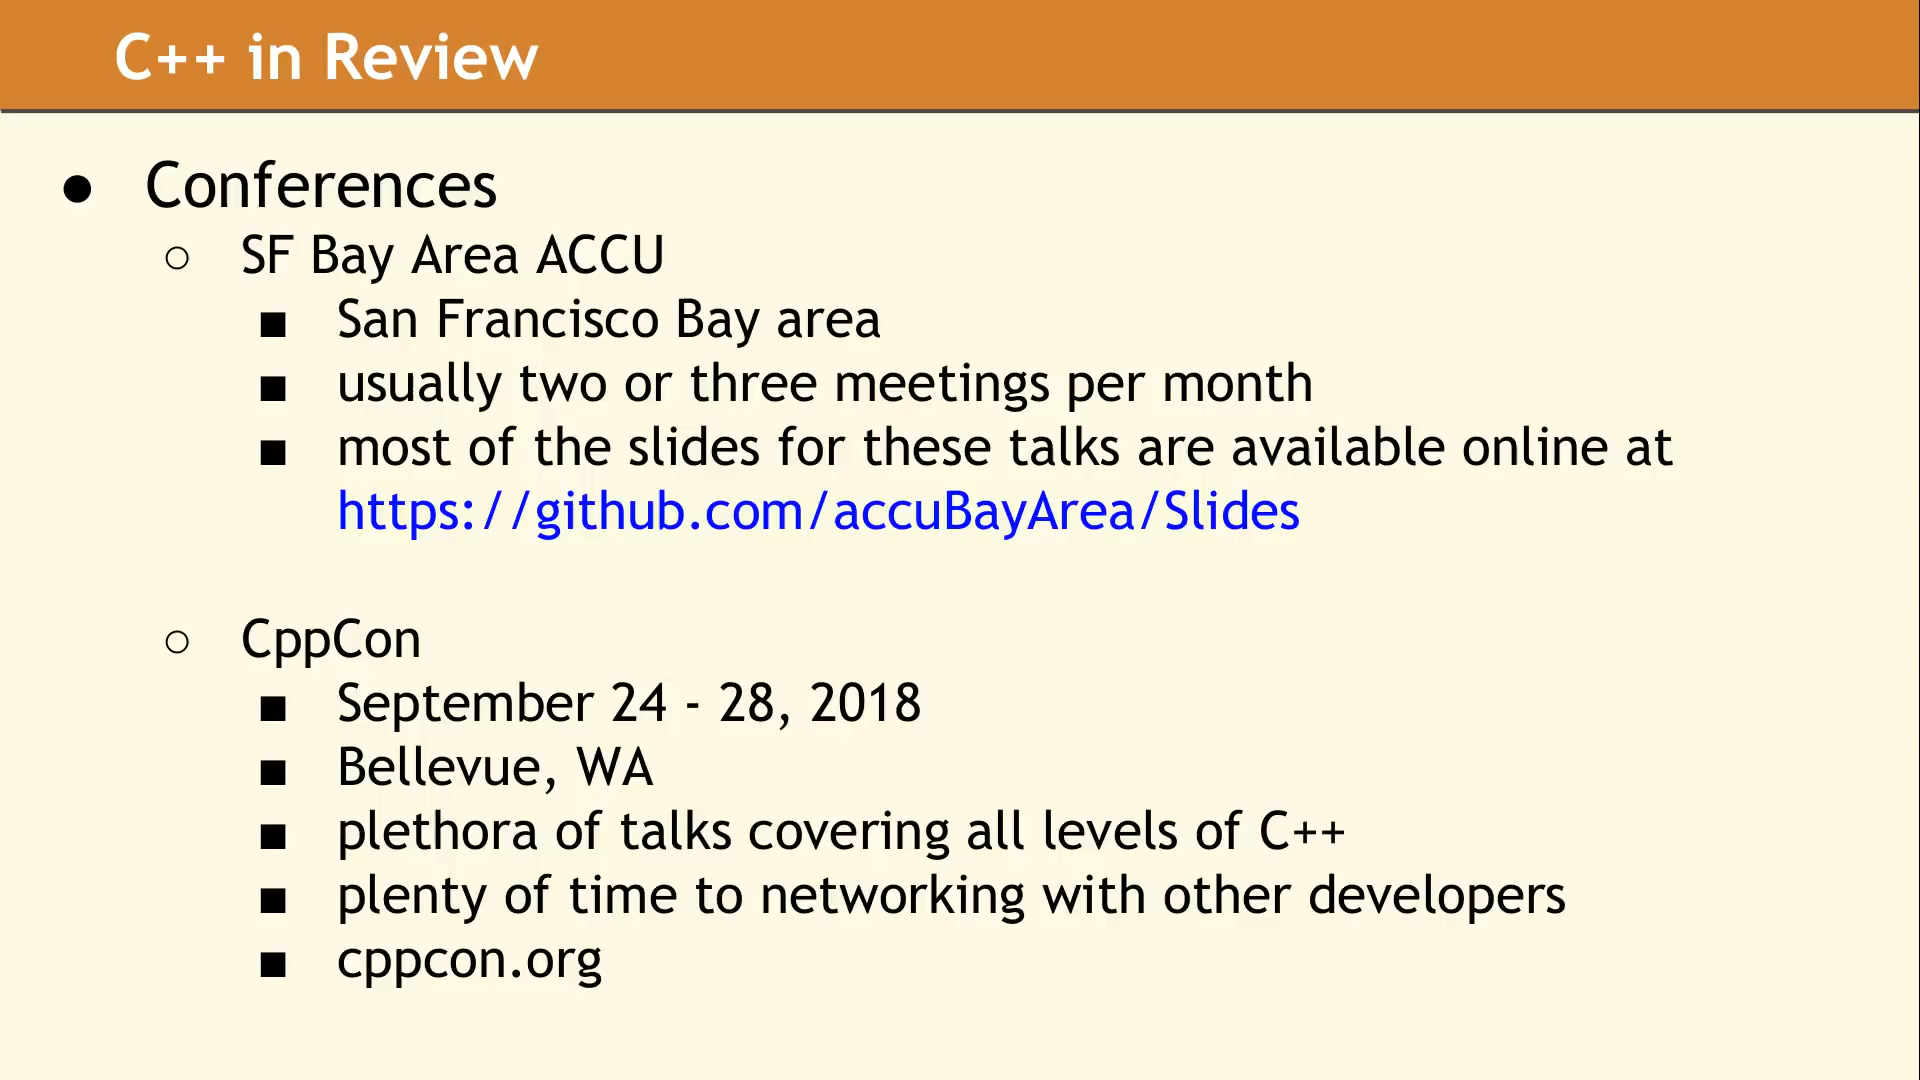 C++ in Review
● Conferences
○ SF Bay Area ACCU
■ San Francisco Bay area
■ usually two or three meetings per month
■ most of the slides for these talks are available online at
https://github.com/accuBayArea/Slides
○ CppCon
■ September 24 - 28, 2018
■ Bellevue, WA
■ plethora of talks covering all levels of C++
■ plenty of time to networking with other developers
■ cppcon.org